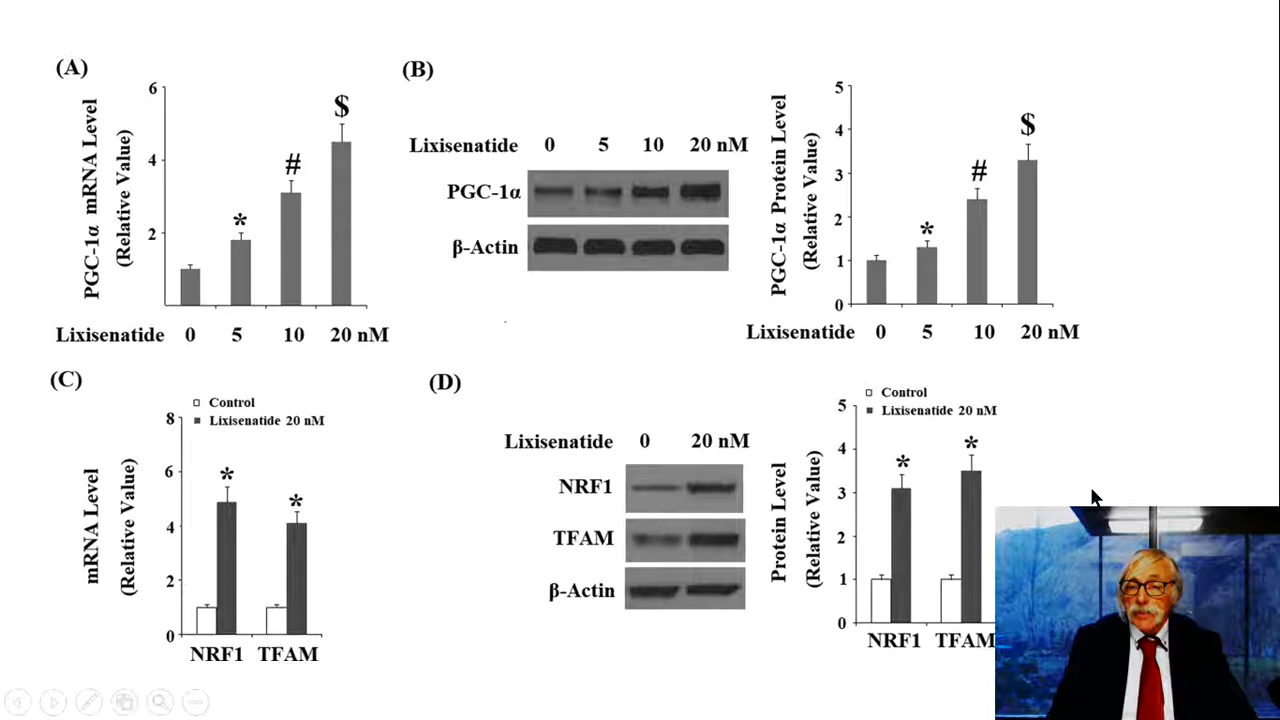 (A)
PGC-1α mRNA Level
(Relative Value)
6
4
2
*
#
$
Lixisenatide 0 5 10 20 nM
(B)
Lixisenatide 0 5 10 20 nM
PGC-1α
β-Actin
PGC-1α Protein Level
(Relative Value)
5
4
3
2
1
0
*
#
$
Lixisenatide 0 5 10 20 nM
(C)
Control
Lixisenatide 20 nM
mRNA Level
(Relative Value)
8
6
4
2
0
*
*
NRF1 TFAM
(D)
Lixisenatide 0 20 nM
NRF1
TFAM
β-Actin
Control
Lixisenatide 20 nM
Protein Level
(Relative Value)
5
4
3
2
1
0
*
*
NRF1 TFAM